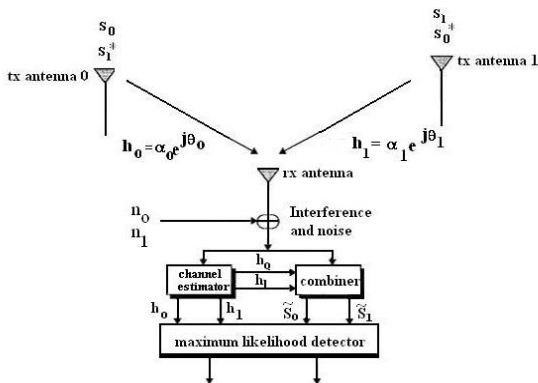 S0
S1*
tx antenna 0
S1
S0*
tx antenna 1
h0 = α0e^jθ0
h1 = α1e^jθ1
rx antenna
n0
n1
Interference
and noise
channel
estimator
h0
h1
combiner
h0
h1
S̃0
S̃1
maximum likelihood detector